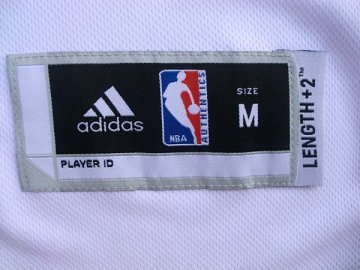 adidas
NBA
AUTHENTICS
SIZE
M
LENGTH +2™
PLAYER ID